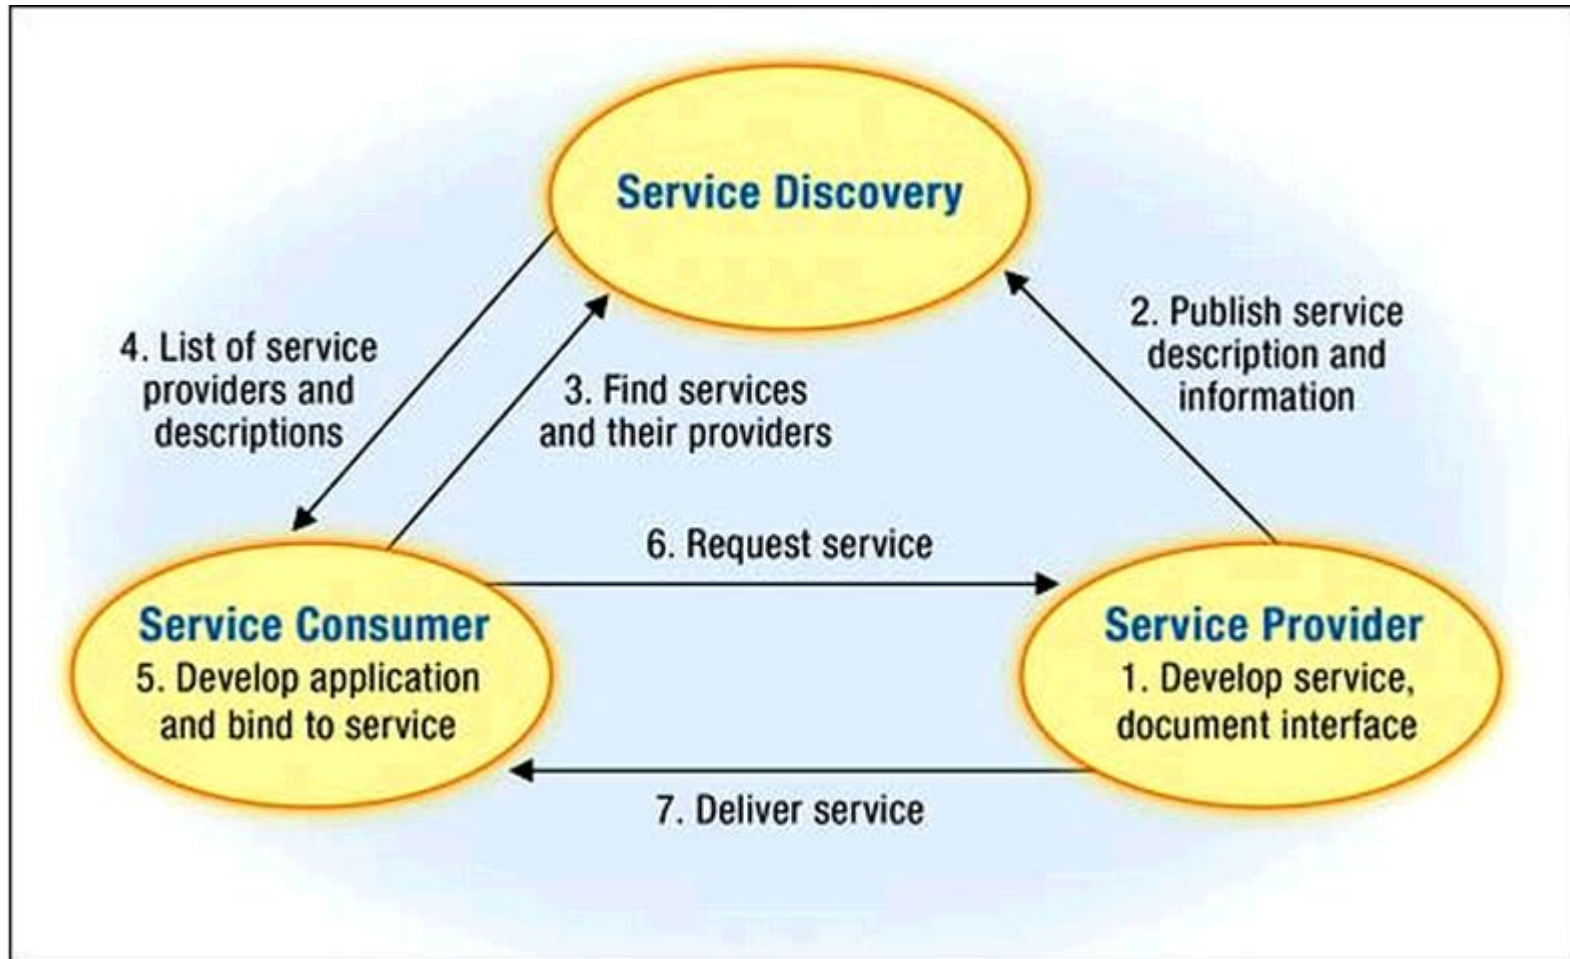 Service Discovery
2. Publish service
description and
information
4. List of service
providers and
descriptions
3. Find services
and their providers
6. Request service
Service Consumer
5. Develop application
and bind to service
Service Provider
1. Develop service,
document interface
7. Deliver service